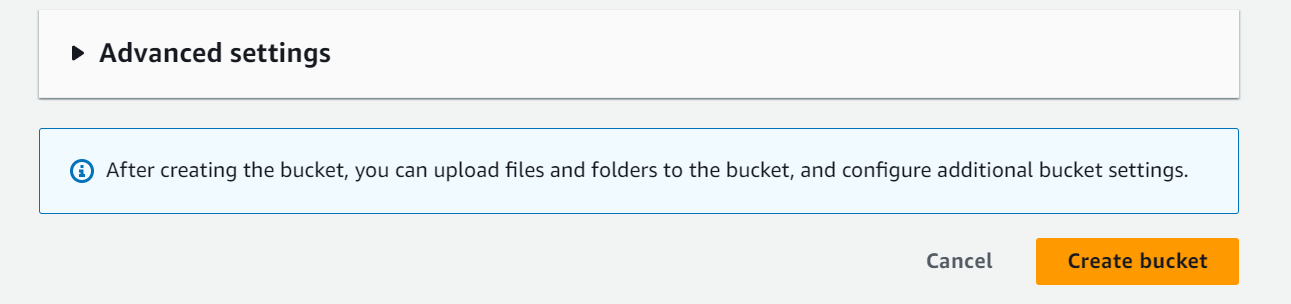 Advanced settings
After creating the bucket, you can upload files and folders to the bucket, and configure additional bucket settings.
Cancel
Create bucket